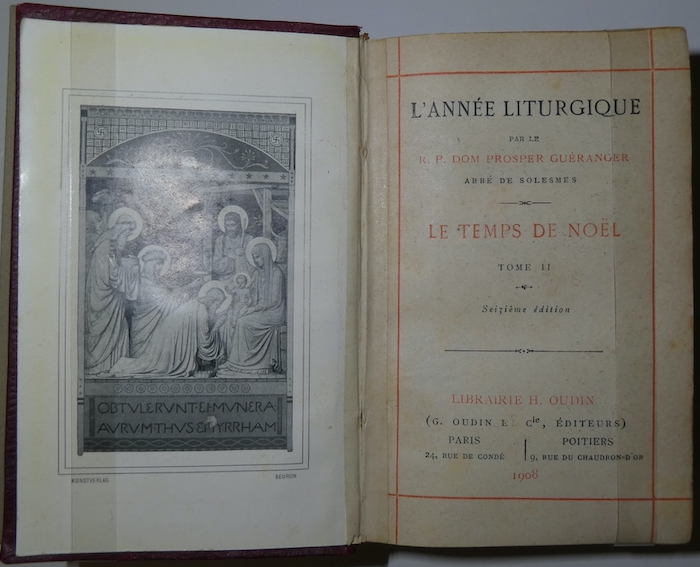 OBTVLERVNT·EI·MVNERA
AVRVM·THVS·ET·MYRRHAM
KUNSTVERLAG
BEURON
L'ANNÉE LITURGIQUE
PAR LE
R. P. DOM PROSPER GUÉRANGER
ABBÉ DE SOLESMES
LE TEMPS DE NOËL
TOME II
Seizième édition
LIBRAIRIE H. OUDIN
(G. OUDIN ET Cie, ÉDITEURS)
PARIS
24, RUE DE CONDÉ
POITIERS
9, RUE DU CHAUDRON-D'OR
1908